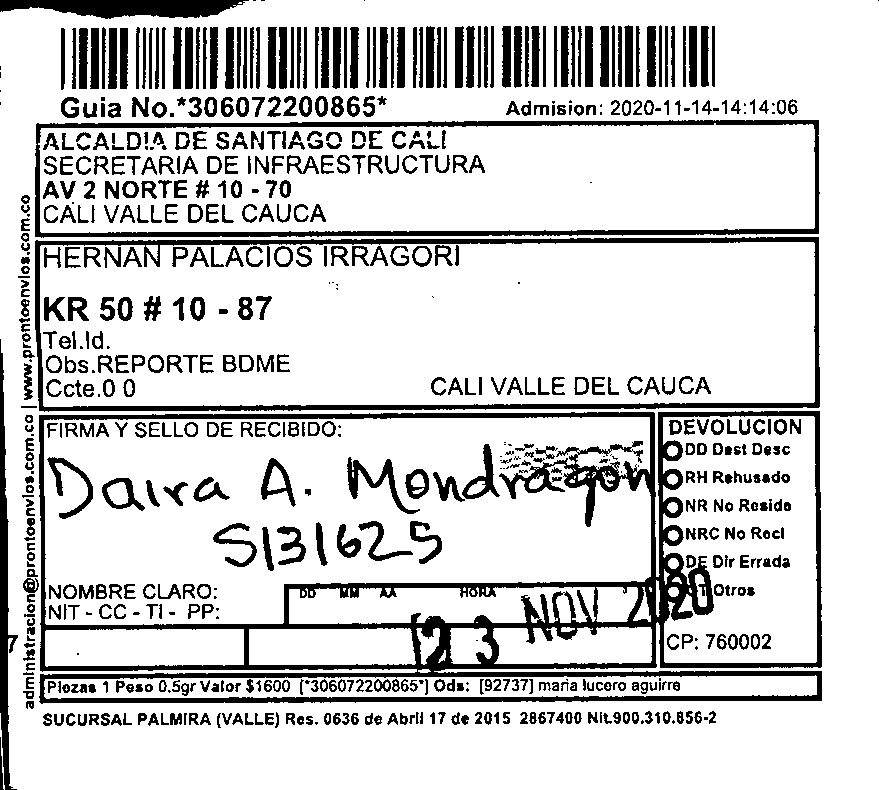 Guia No.*306072200865*
Admision: 2020-11-14-14:14:06
ALCALDIA DE SANTIAGO DE CALI
SECRETARIA DE INFRAESTRUCTURA
AV 2 NORTE # 10 - 70
CALI VALLE DEL CAUCA
HERNAN PALACIOS IRRAGORI
KR 50 # 10 - 87
Tel.Id.
Obs.REPORTE BDME
Ccte.0 0
CALI VALLE DEL CAUCA
administracion@prontoenvios.com.co | www.prontoenvios.com.co
FIRMA Y SELLO DE RECIBIDO:
Daira A. Mondragon
5131625
NOMBRE CLARO:
NIT - CC - TI - PP:
DD MM AA HORA
23 NOV 2020
DEVOLUCION
DD Dest Desc
RH Rehusado
NR No Reside
NRC No Recl
DE Dir Errada
OT Otros
CP: 760002
Piezas 1 Peso 0.5gr Valor $1600 [*306072200865*] Ods: [92737] maria lucero aguirre
SUCURSAL PALMIRA (VALLE) Res. 0636 de Abril 17 de 2015 2867400 Nit.900.310.856-2